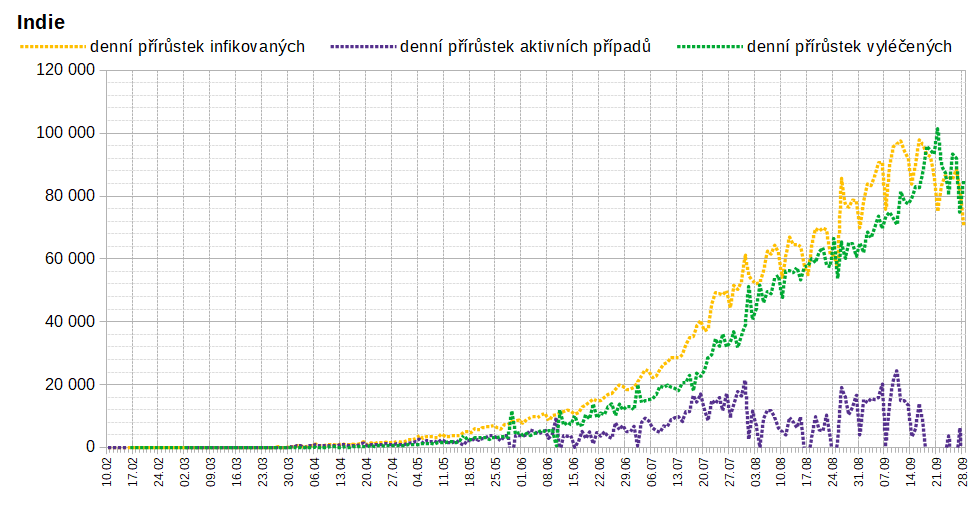 Indie
denní přírůstek infikovaných denní přírůstek aktivních případů denní přírůstek vyléčených
120 000
100 000
80 000
60 000
40 000
20 000
0
10.02 17.02 24.02 02.03 09.03 16.03 23.03 30.03 06.04 13.04 20.04 27.04 04.05 11.05 18.05 25.05 01.06 08.06 15.06 22.06 29.06 06.07 13.07 20.07 27.07 03.08 10.08 17.08 24.08 31.08 07.09 14.09 21.09 28.09